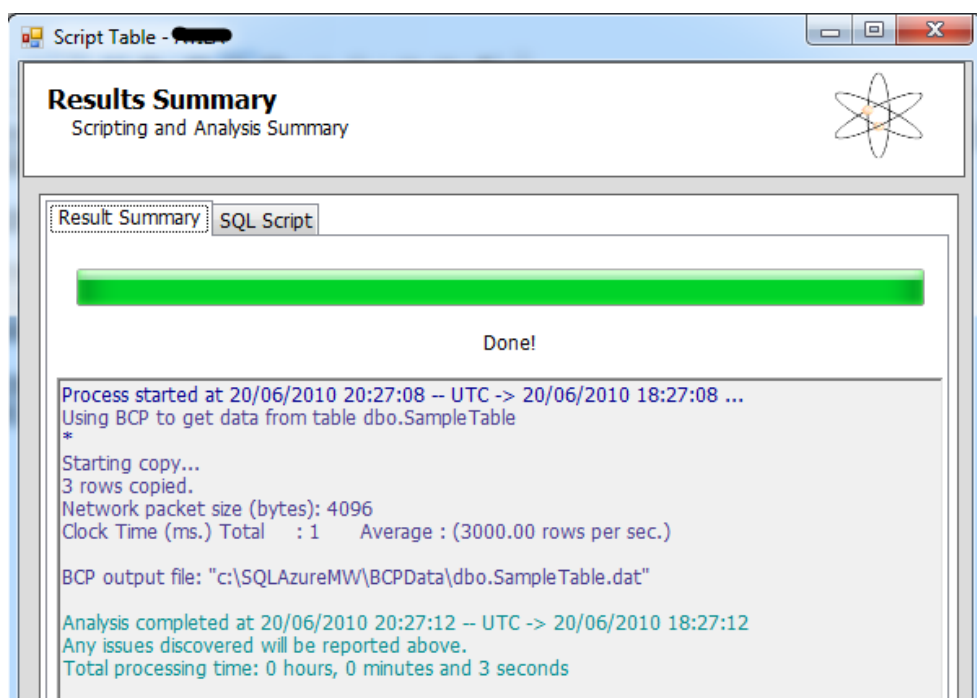 Script Table -
Results Summary
Scripting and Analysis Summary
Result Summary
SQL Script
Done!
Process started at 20/06/2010 20:27:08 -- UTC -> 20/06/2010 18:27:08 ...
Using BCP to get data from table dbo.SampleTable
*
Starting copy...
3 rows copied.
Network packet size (bytes): 4096
Clock Time (ms.) Total : 1 Average : (3000.00 rows per sec.)
BCP output file: "c:\SQLAzureMW\BCPData\dbo.SampleTable.dat"
Analysis completed at 20/06/2010 20:27:12 -- UTC -> 20/06/2010 18:27:12
Any issues discovered will be reported above.
Total processing time: 0 hours, 0 minutes and 3 seconds